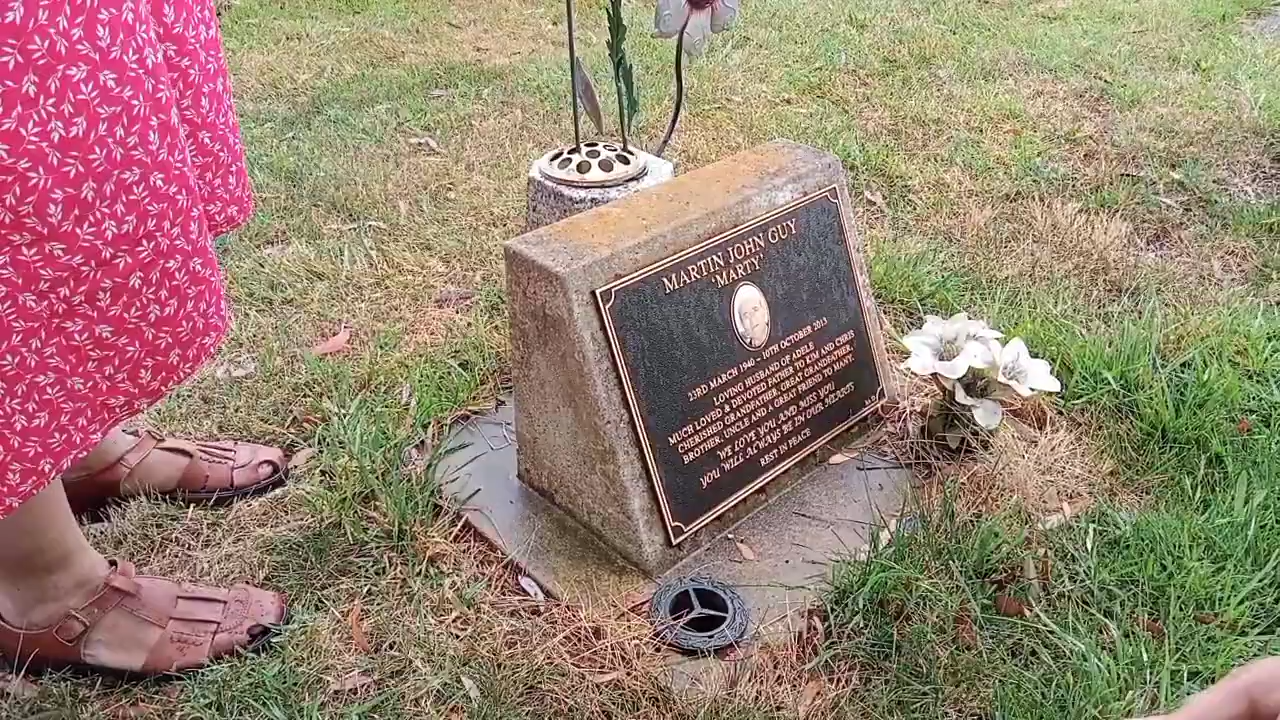 MARTIN JOHN GUY
'MARTY'
23RD MARCH 1940 - 10TH OCTOBER 2013
LOVING HUSBAND OF ADELE
MUCH LOVED & DEVOTED FATHER TO KIM AND CHRIS
CHERISHED GRANDFATHER, GREAT GRANDFATHER,
BROTHER, UNCLE AND A GREAT FRIEND TO MANY.
WE LOVE YOU AND MISS YOU
YOU WILL ALWAYS BE IN OUR HEARTS
REST IN PEACE